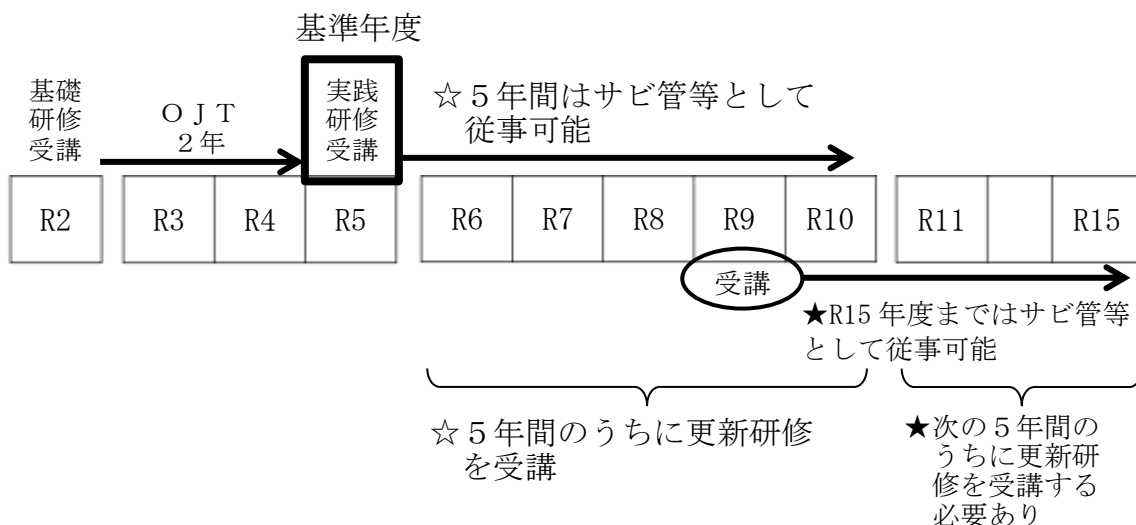 基準年度
基礎
研修
受講
ＯＪＴ
２年
実践
研修
受講
☆５年間はサビ管等として
従事可能
R2
R3
R4
R5
R6
R7
R8
R9
R10
R11
R15
受講
★R15年度まではサビ管等
として従事可能
☆５年間のうちに更新研修
を受講
★次の５年間の
うちに更新研
修を受講する
必要あり